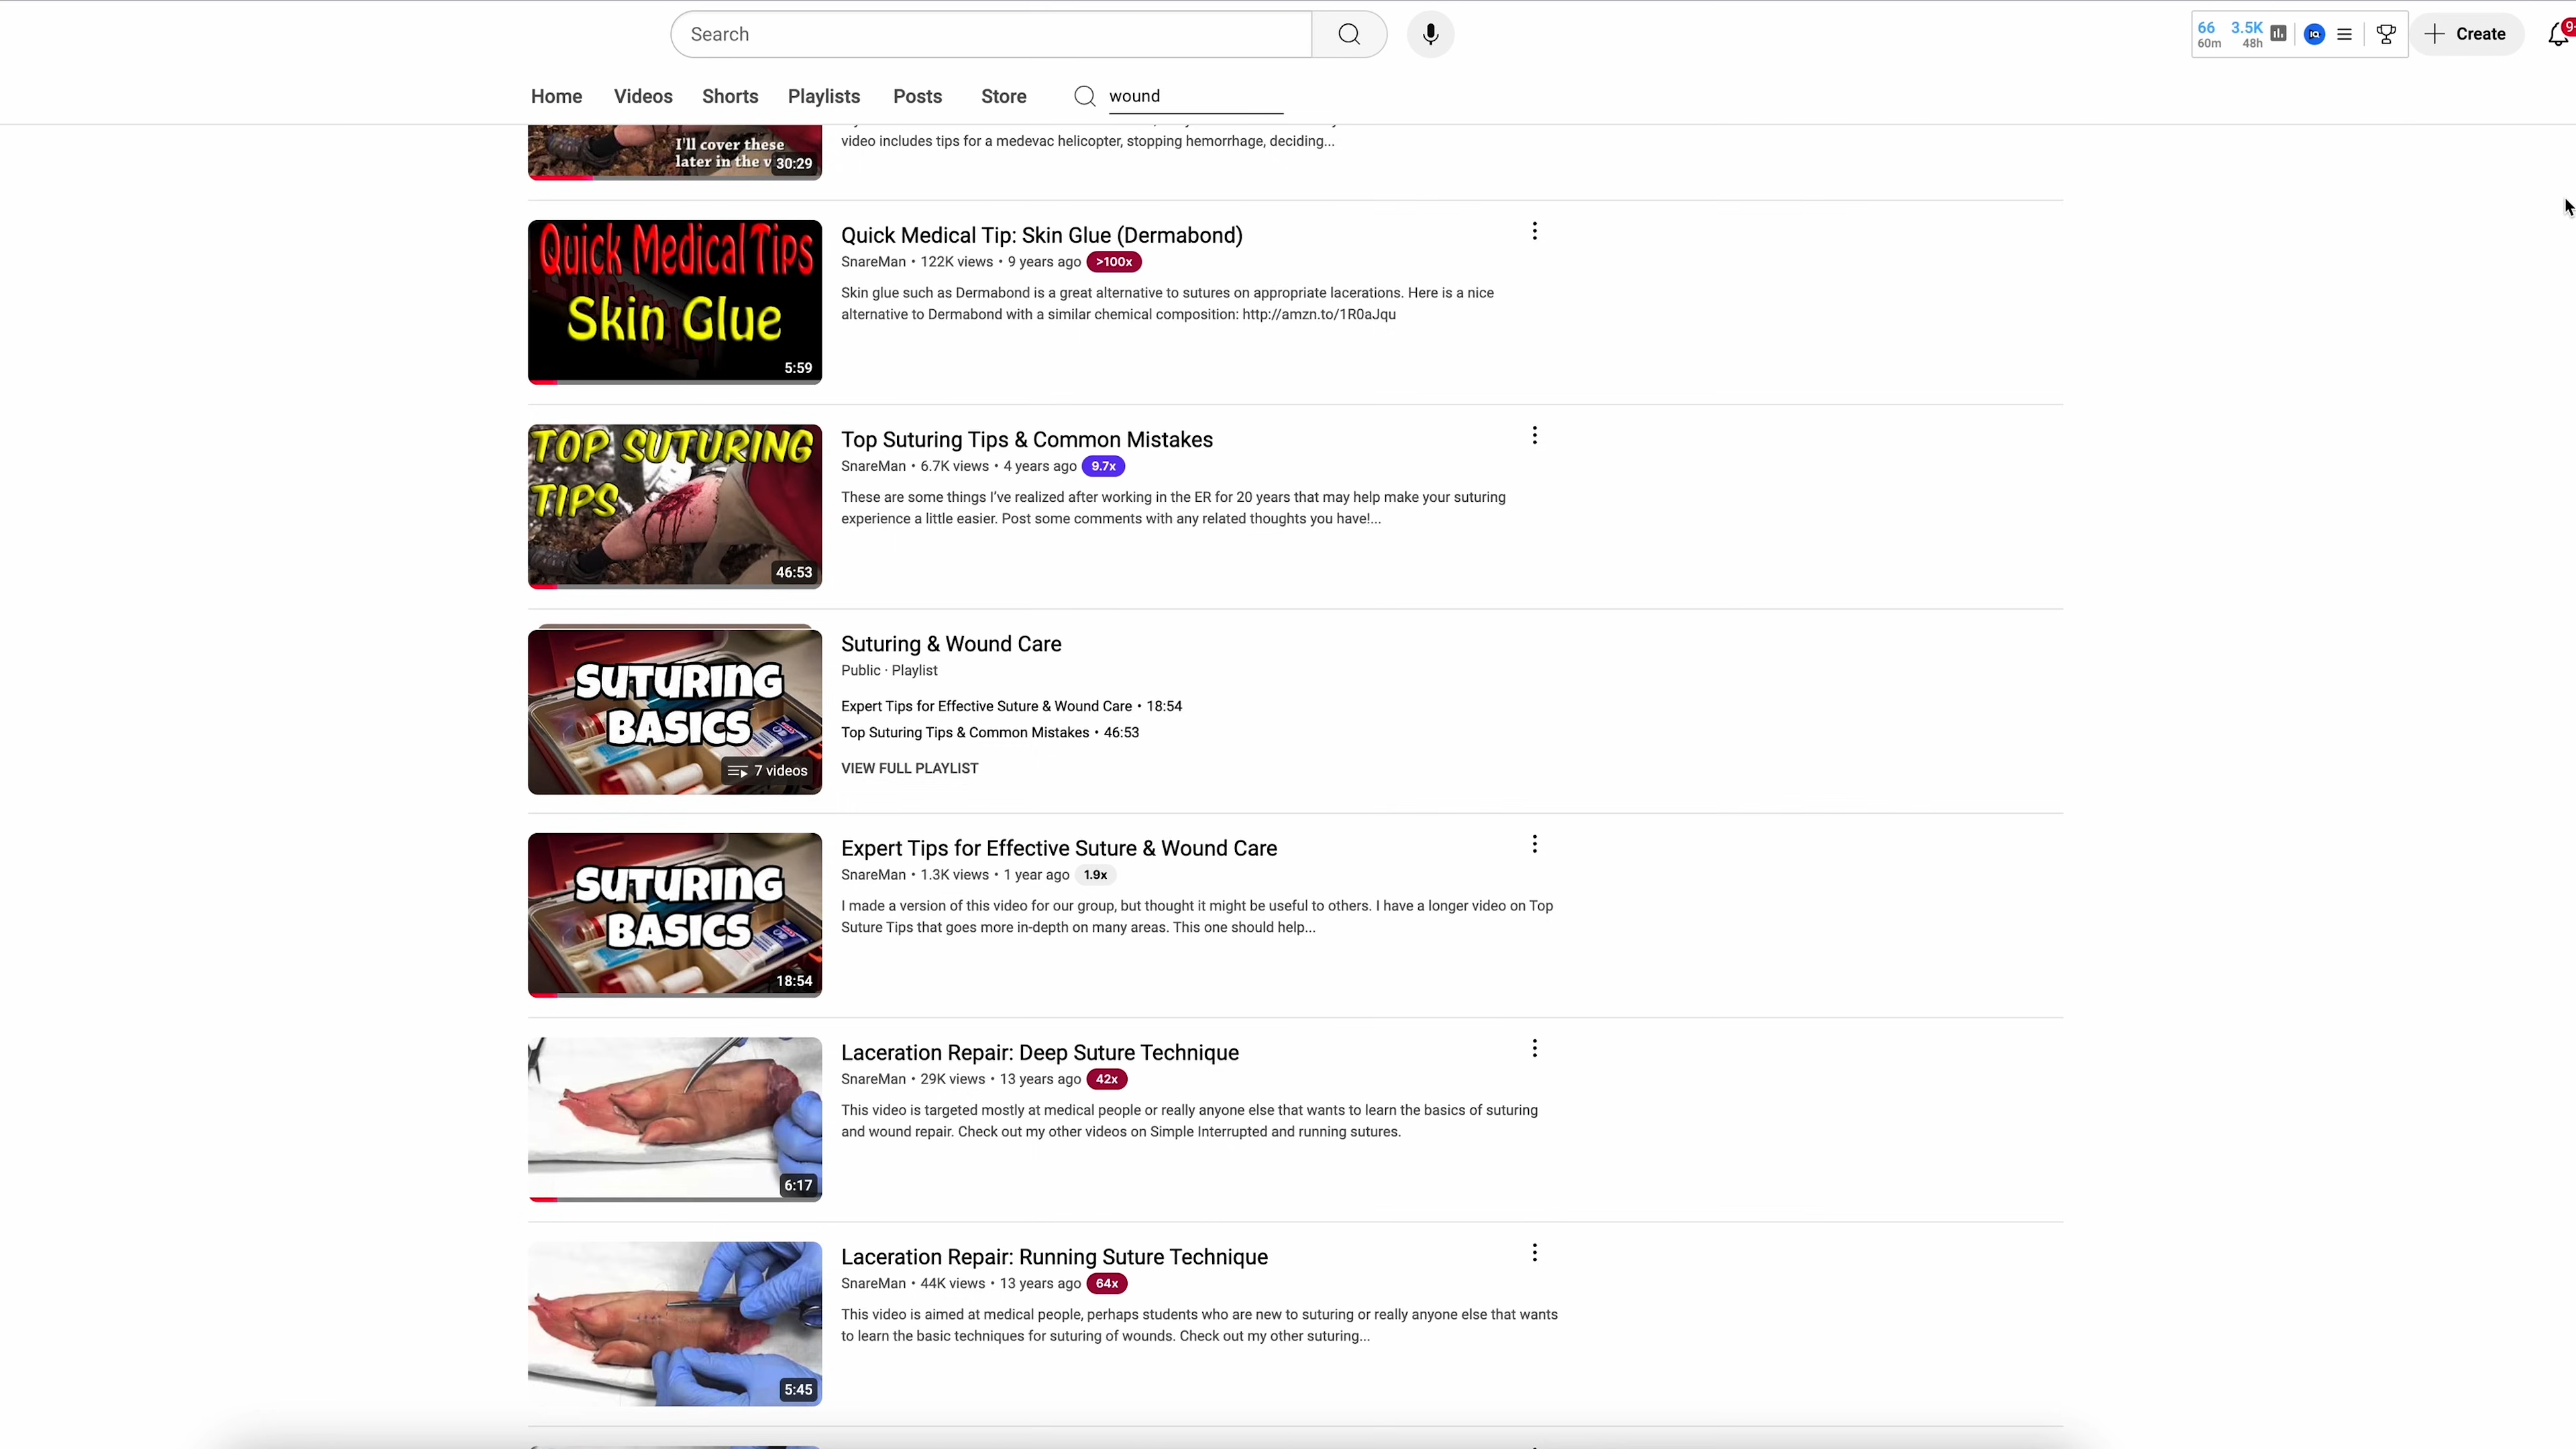 Search
66 3.5K
60m 48h
IQ
Create
9+
Home Videos Shorts Playlists Posts Store wound
I'll cover these
later in the v
30:29
video includes tips for a medevac helicopter, stopping hemorrhage, deciding...
Quick Medical Tips
Skin Glue
5:59
Quick Medical Tip: Skin Glue (Dermabond)
SnareMan • 122K views • 9 years ago >100x
Skin glue such as Dermabond is a great alternative to sutures on appropriate lacerations. Here is a nice
alternative to Dermabond with a similar chemical composition: http://amzn.to/1R0aJqu
TOP SUTURING
TIPS
46:53
Top Suturing Tips & Common Mistakes
SnareMan • 6.7K views • 4 years ago 9.7x
These are some things I've realized after working in the ER for 20 years that may help make your suturing
experience a little easier. Post some comments with any related thoughts you have!...
SUTURING
BASICS
7 videos
Suturing & Wound Care
Public · Playlist
Expert Tips for Effective Suture & Wound Care • 18:54
Top Suturing Tips & Common Mistakes • 46:53
VIEW FULL PLAYLIST
SUTURING
BASICS
18:54
Expert Tips for Effective Suture & Wound Care
SnareMan • 1.3K views • 1 year ago 1.9x
I made a version of this video for our group, but thought it might be useful to others. I have a longer video on Top
Suture Tips that goes more in-depth on many areas. This one should help...
6:17
Laceration Repair: Deep Suture Technique
SnareMan • 29K views • 13 years ago 42x
This video is targeted mostly at medical people or really anyone else that wants to learn the basics of suturing
and wound repair. Check out my other videos on Simple Interrupted and running sutures.
5:45
Laceration Repair: Running Suture Technique
SnareMan • 44K views • 13 years ago 64x
This video is aimed at medical people, perhaps students who are new to suturing or really anyone else that wants
to learn the basic techniques for suturing of wounds. Check out my other suturing...